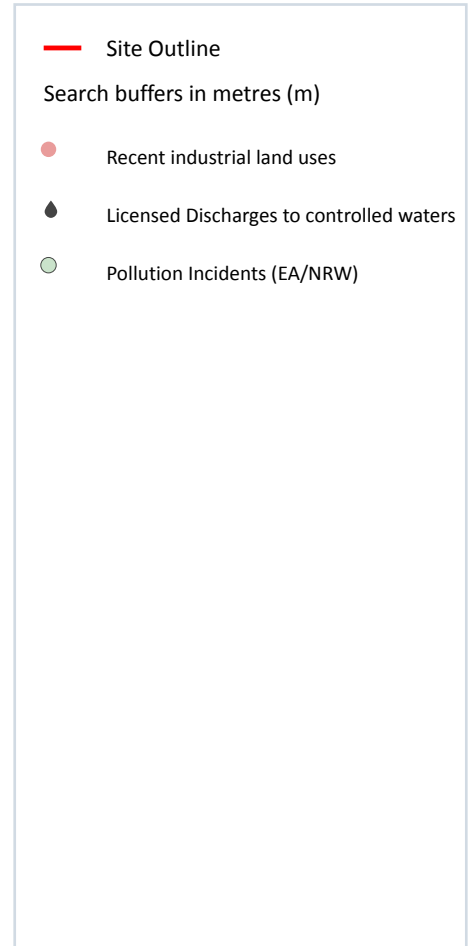 Site Outline
Search buffers in metres (m)
Recent industrial land uses
Licensed Discharges to controlled waters
Pollution Incidents (EA/NRW)